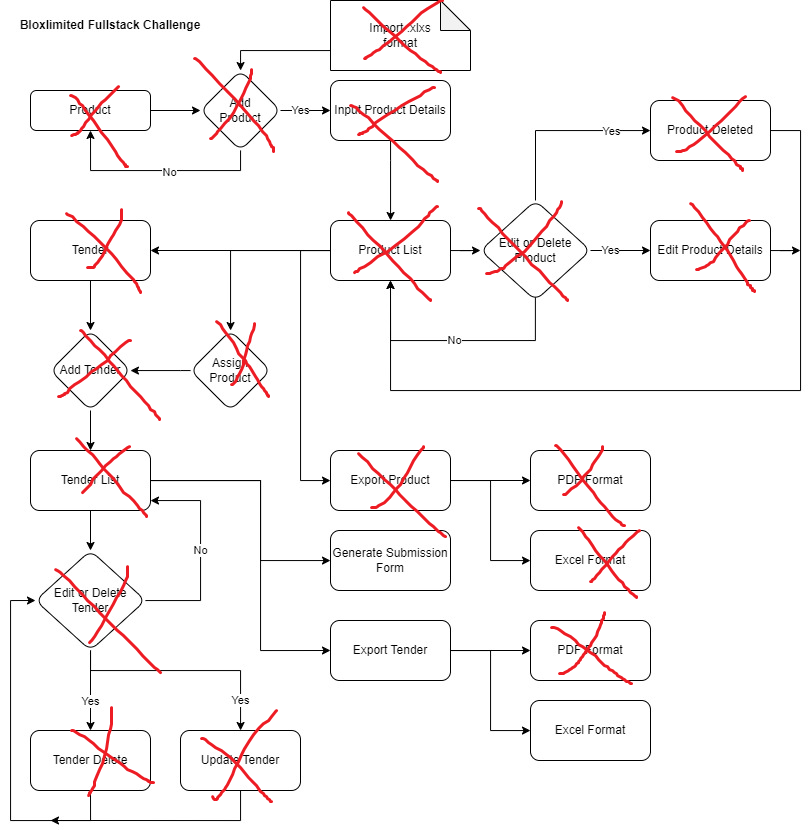 Bloxlimited Fullstack Challenge
Import .xlxs
format
Product
Add
Product
Yes
Input Product Details
No
Yes
Product Deleted
Tender
Product List
Edit or Delete
Product
Yes
Edit Product Details
No
Add Tender
Assign
Product
Tender List
Export Product
PDF Format
No
Generate Submission
Form
Excel Format
Edit or Delete
Tender
Export Tender
PDF Format
Yes
Yes
Excel Format
Tender Delete
Update Tender